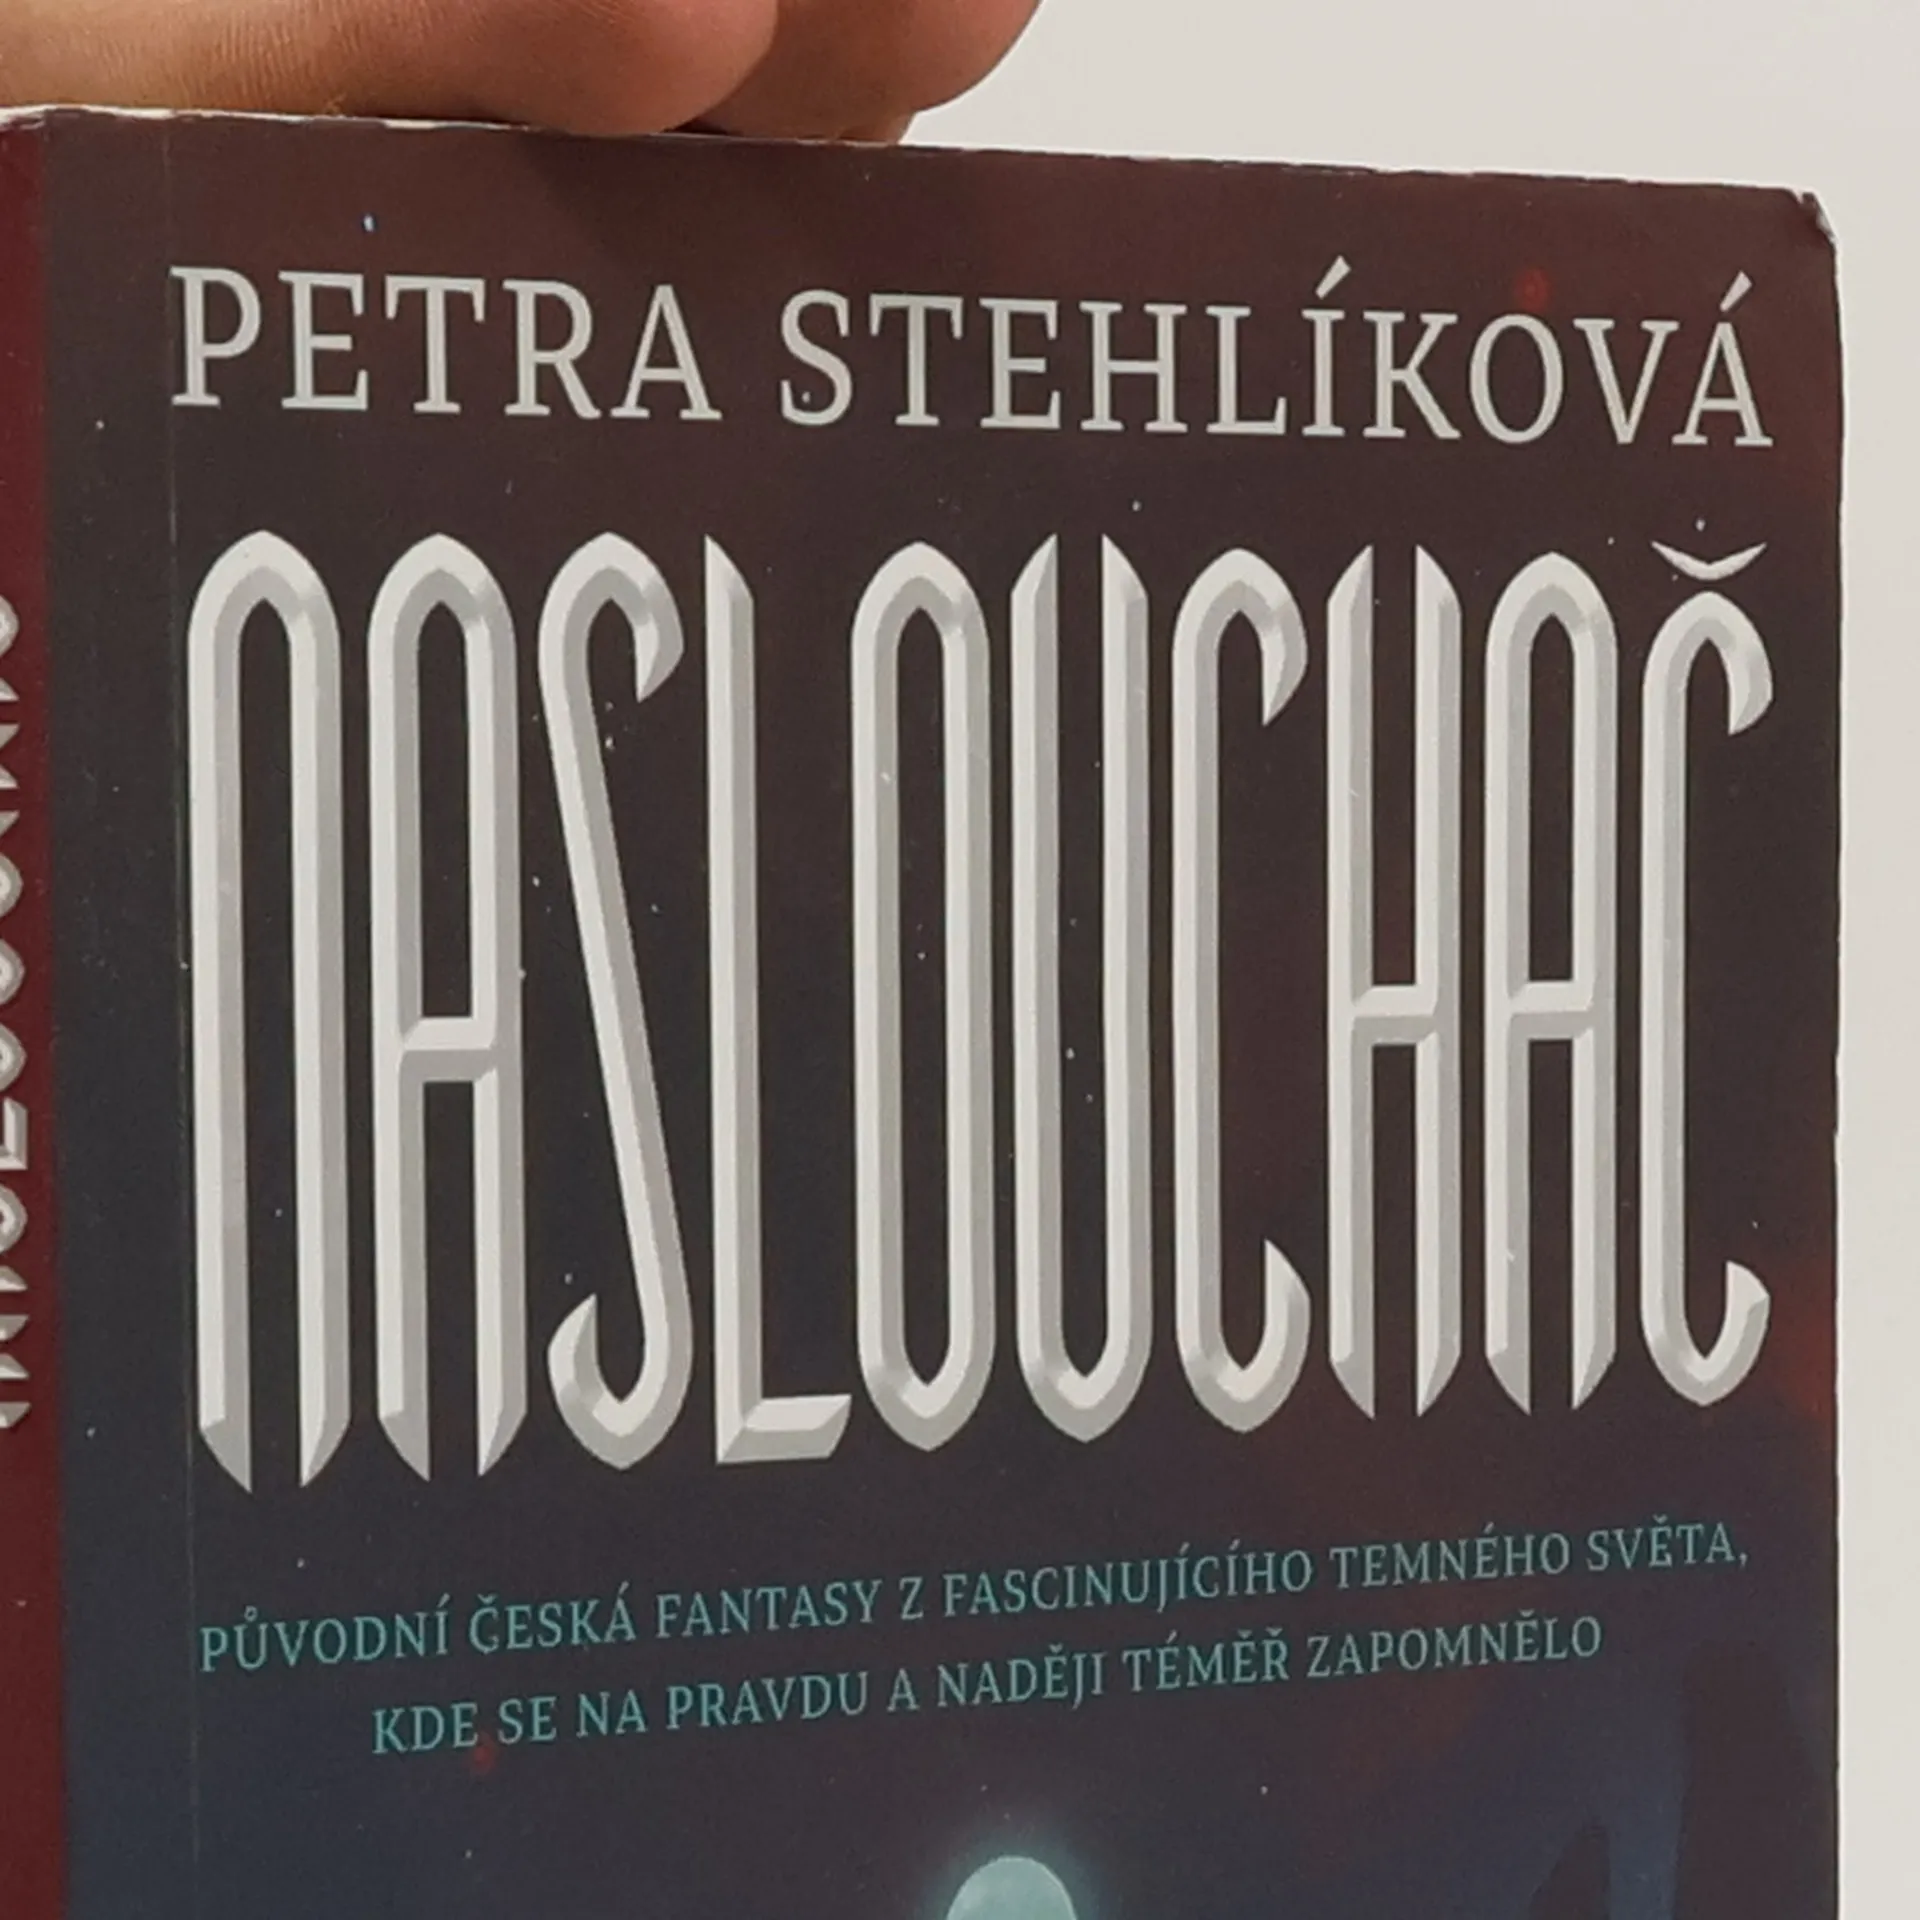 PETRA STEHLÍKOVÁ
NASLOUCHAČ
PŮVODNÍ ČESKÁ FANTASY Z FASCINUJÍCÍHO TEMNÉHO SVĚTA,
KDE SE NA PRAVDU A NADĚJI TÉMĚŘ ZAPOMNĚLO